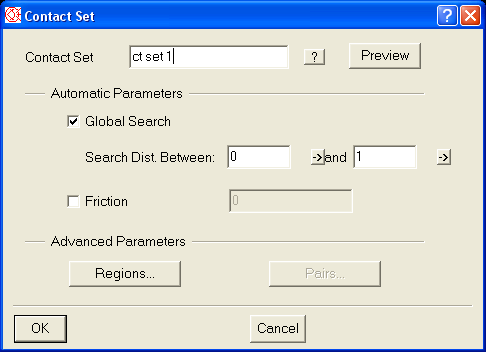 Contact Set
Contact Set ct set 1 ? Preview
Automatic Parameters
Global Search
Search Dist. Between: 0 -> and 1 ->
Friction 0
Advanced Parameters
Regions... Pairs...
OK Cancel